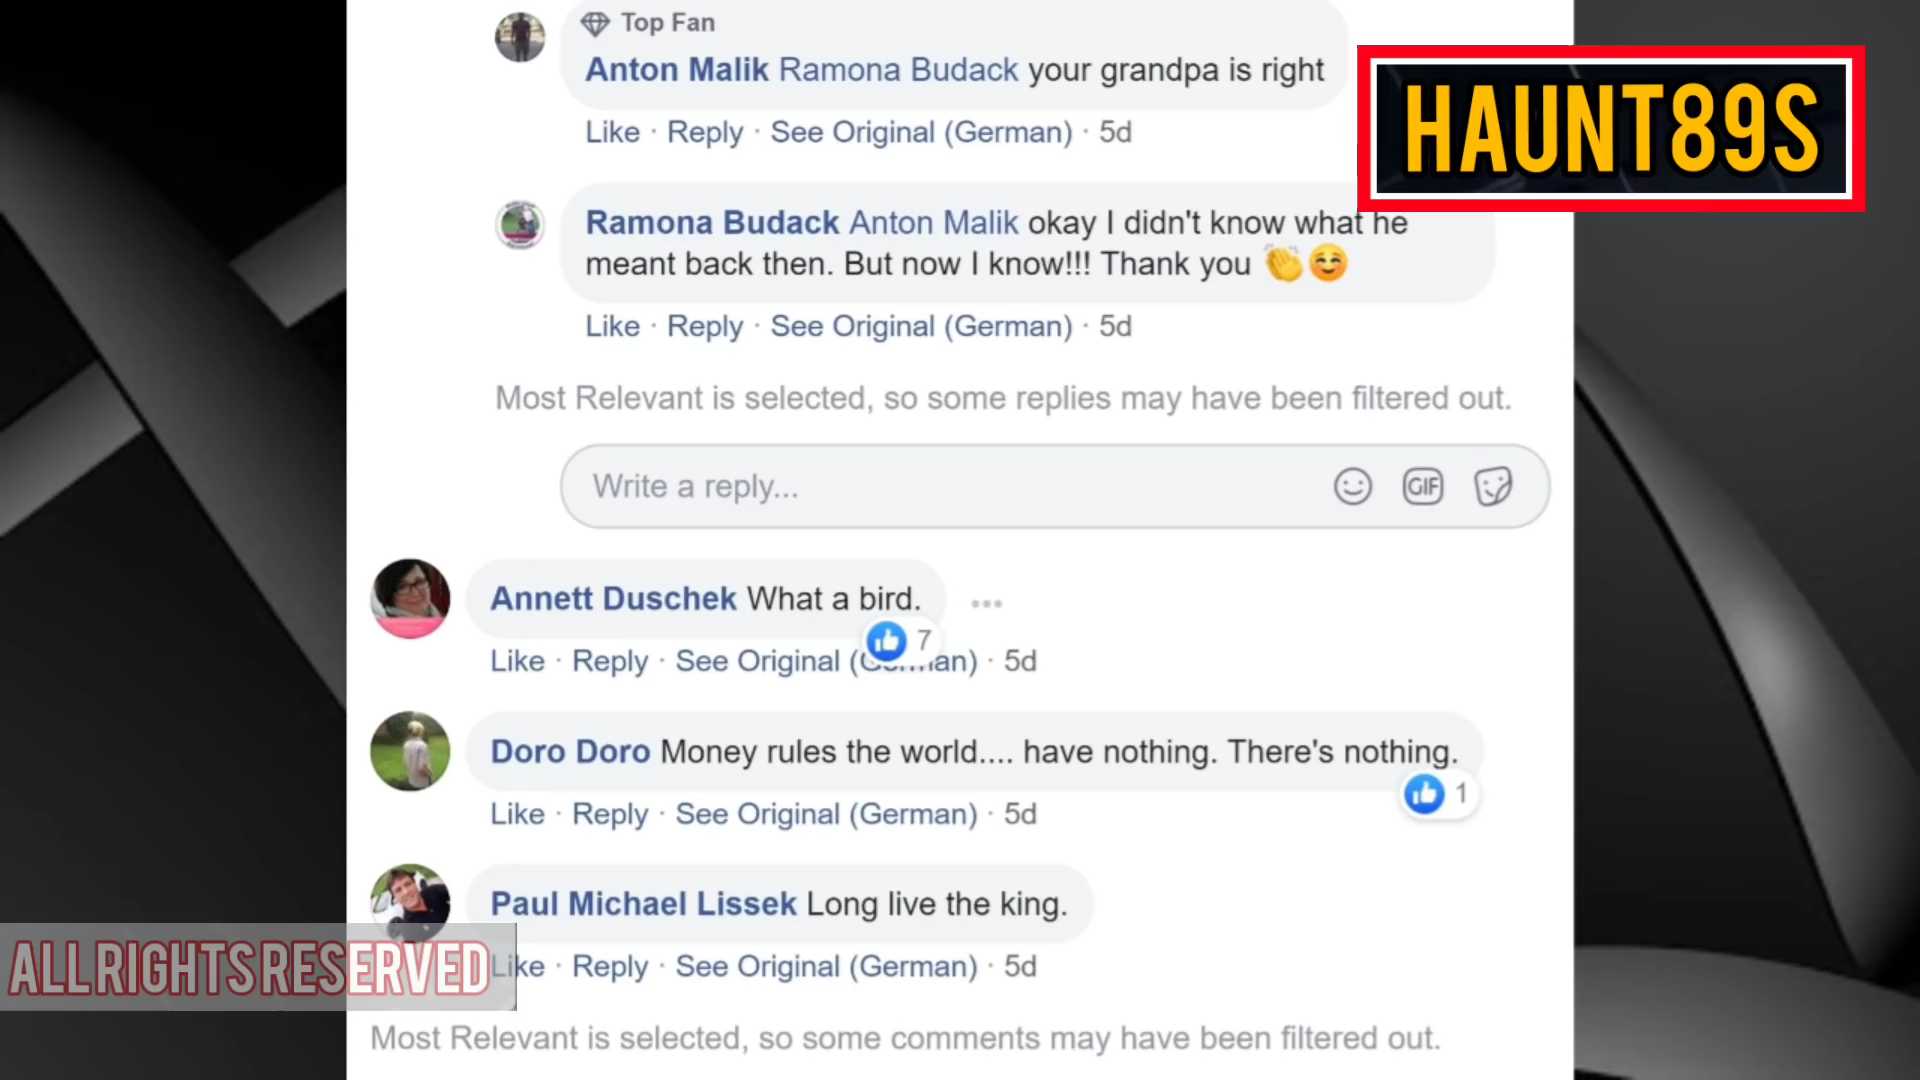 Top Fan
Anton Malik Ramona Budack your grandpa is right
Like · Reply · See Original (German) · 5d
HAUNT89S
Ramona Budack Anton Malik okay I didn't know what he
meant back then. But now I know!!! Thank you 👏☺️
Like · Reply · See Original (German) · 5d
Most Relevant is selected, so some replies may have been filtered out.
Write a reply...
GIF
Annett Duschek What a bird.
7
Like · Reply · See Original (German) · 5d
Doro Doro Money rules the world.... have nothing. There's nothing.
1
Like · Reply · See Original (German) · 5d
Paul Michael Lissek Long live the king.
ALL RIGHTS RESERVED
Like · Reply · See Original (German) · 5d
Most Relevant is selected, so some comments may have been filtered out.